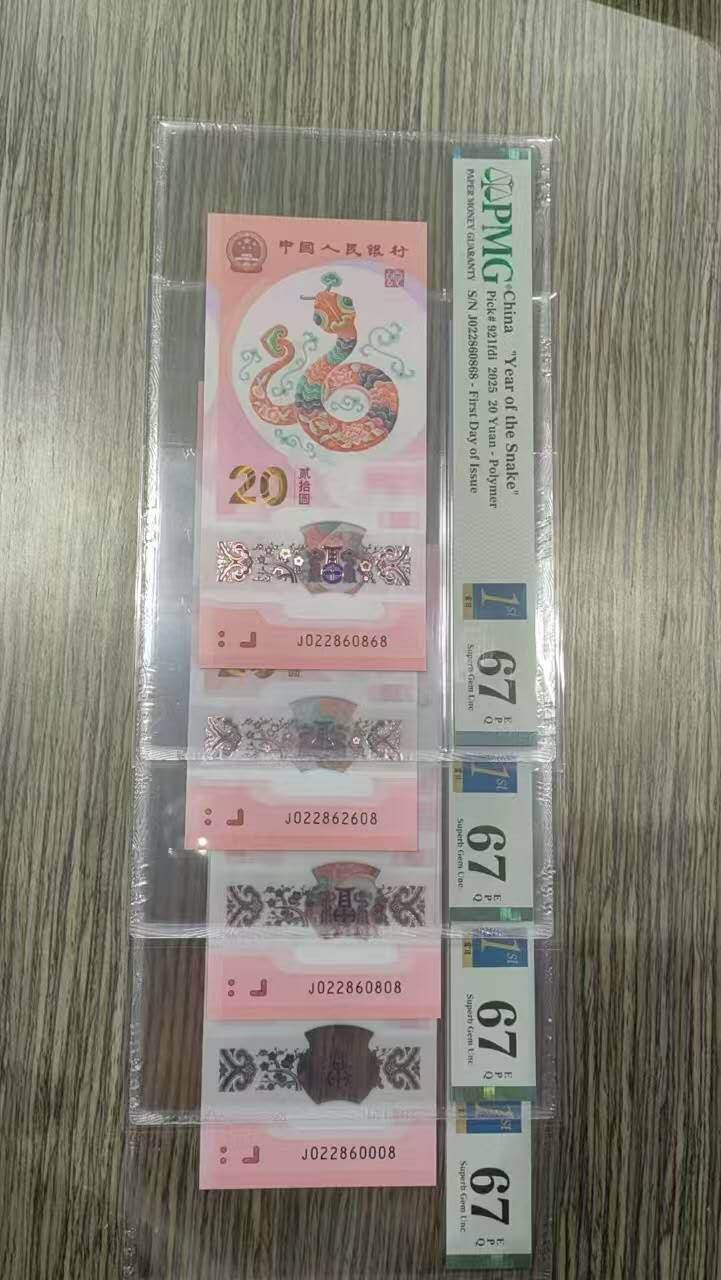 中国人民银行
20 贰拾圆
J022860868
PMG
PAPER MONEY GUARANTY
China "Year of the Snake"
Pick# 921fdi 2025 20 Yuan - Polymer
S/N J022860868 - First Day of Issue
1st
67 EPQ
Superb Gem Unc
J022862608
1st
67 EPQ
Superb Gem Unc
J022860808
1st
67 EPQ
Superb Gem Unc
J022860008
1st
67 EPQ
Superb Gem Unc